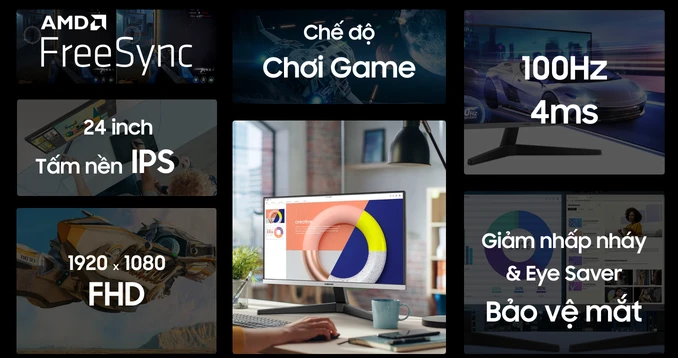 AMD
FreeSync
24 inch
Tấm nền IPS
1920 x 1080
FHD
Chế độ
Chơi Game
100Hz
4ms
Giảm nhấp nháy
& Eye Saver
Bảo vệ mắt